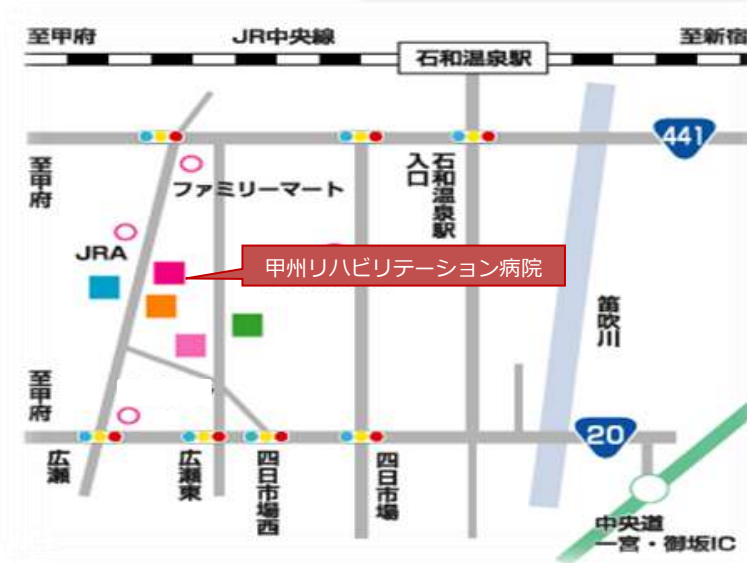 至甲府
JR中央線
至新宿
石和温泉駅
441
至甲府
石和温泉駅
入口
ファミリーマート
JRA
甲州リハビリテーション病院
笛吹川
至甲府
20
広瀬
広瀬東
四日市場西
四日市場
中央道
一宮・御坂IC